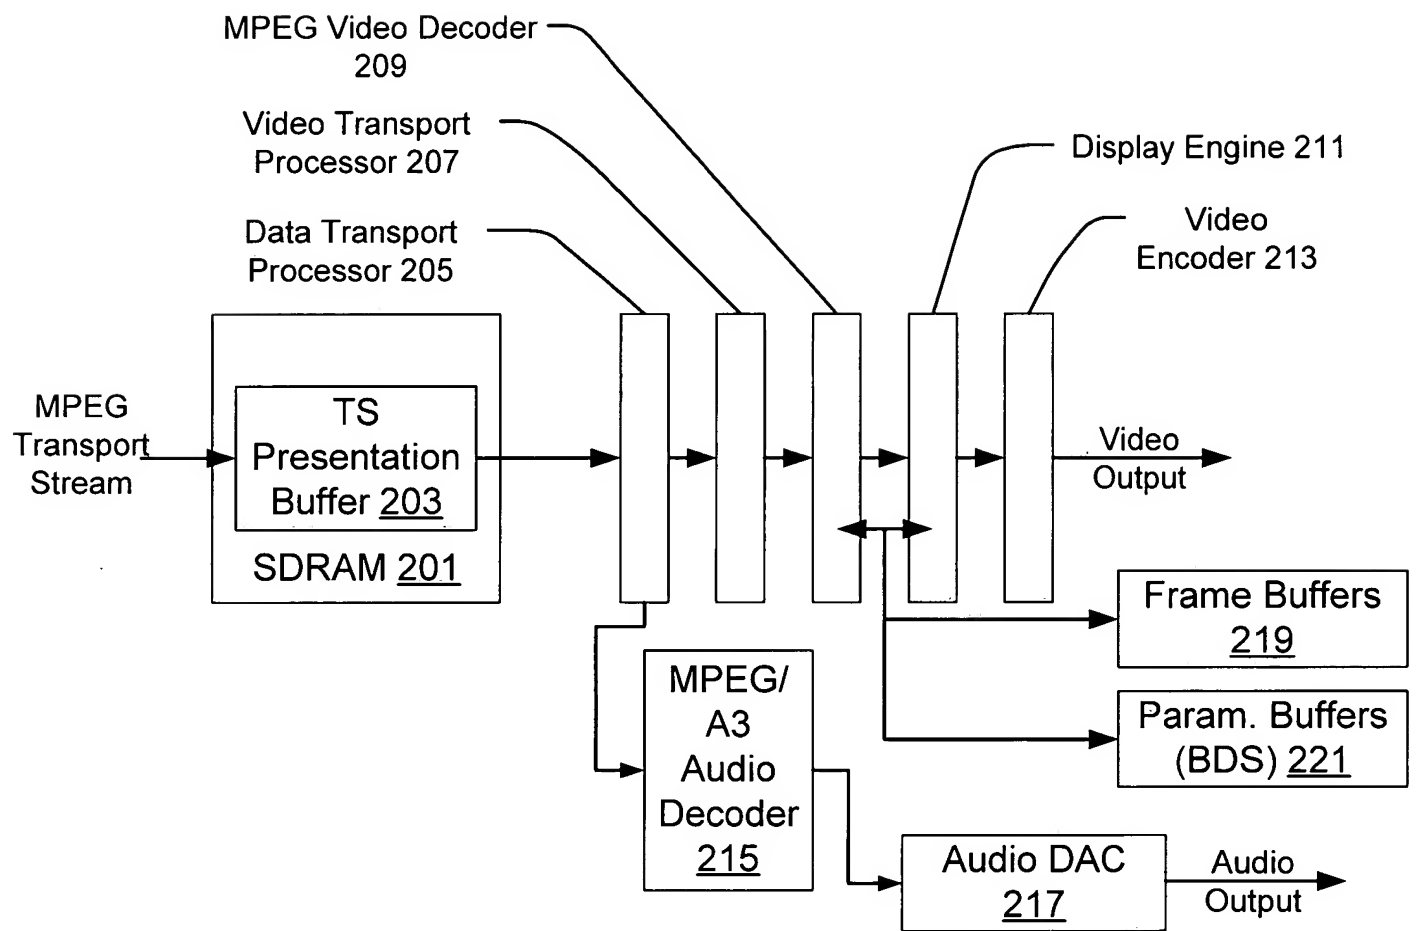 MPEG Video Decoder
209
Video Transport
Processor 207
Data Transport
Processor 205
Display Engine 211
Video
Encoder 213
MPEG
Transport
Stream
TS
Presentation
Buffer 203
SDRAM 201
Video
Output
Frame Buffers
219
Param. Buffers
(BDS) 221
MPEG/
A3
Audio
Decoder
215
Audio DAC
217
Audio
Output